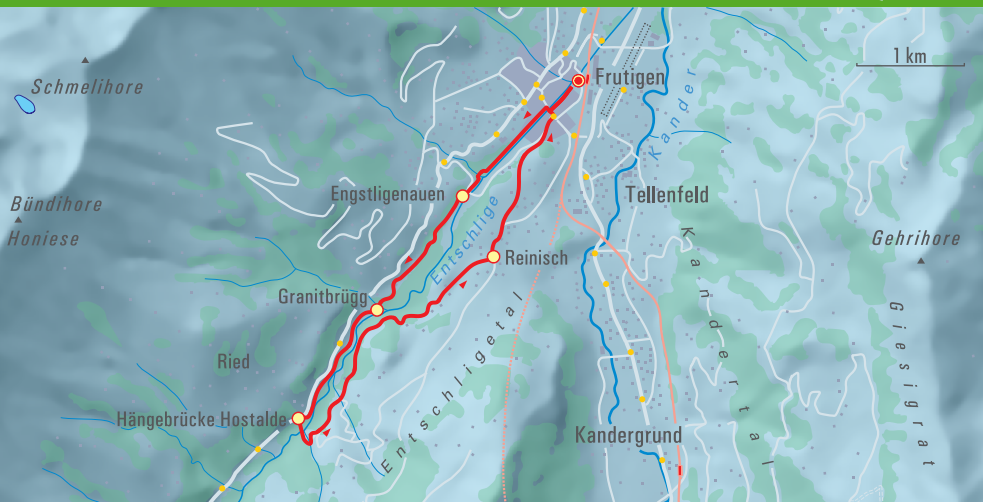 1 km
Frutigen
Schmelihore
Kander
Engstligenauen
Tellenfeld
Bündihore
Honiese
Entschlige
Gehrihore
Reinisch
Granitbrügg
Kandertal
Giesigrat
Ried
Entschligetal
Hängebrücke Hostalde
Kandergrund